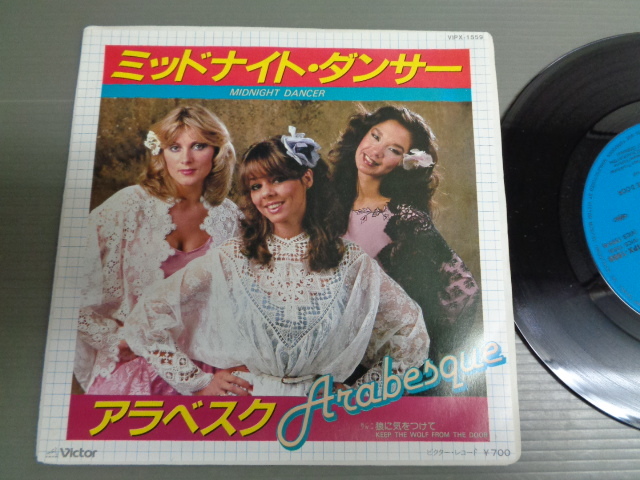 VIPX-1559
ミッドナイト・ダンサー
MIDNIGHT DANCER
アラベスク
Arabesque
狼に気をつけて
KEEP THE WOLF FROM THE DOOR
Victor
ビクター・レコード ¥700